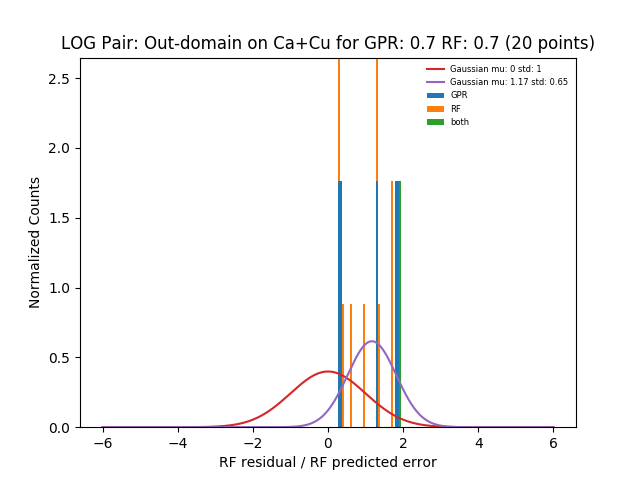 LOG Pair: Out-domain on Ca+Cu for GPR: 0.7 RF: 0.7 (20 points)
Gaussian mu: 0 std: 1
Gaussian mu: 1.17 std: 0.65
GPR
RF
both
Normalized Counts
2.5
2.0
1.5
1.0
0.5
0.0
−6 −4 −2 0 2 4 6
RF residual / RF predicted error